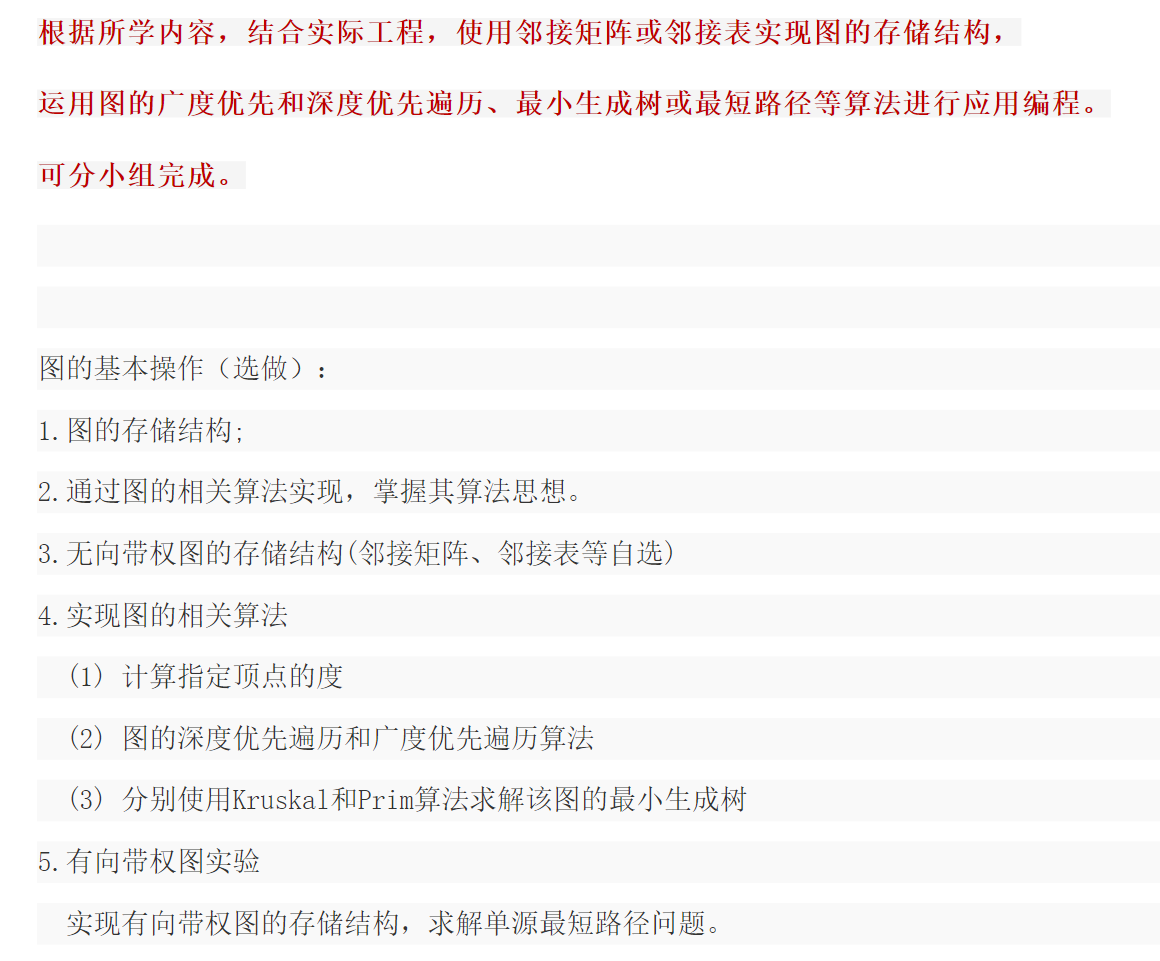 根据所学内容，结合实际工程，使用邻接矩阵或邻接表实现图的存储结构，
运用图的广度优先和深度优先遍历、最小生成树或最短路径等算法进行应用编程。
可分小组完成。
图的基本操作（选做）：
1.图的存储结构;
2.通过图的相关算法实现，掌握其算法思想。
3.无向带权图的存储结构(邻接矩阵、邻接表等自选)
4.实现图的相关算法
(1) 计算指定顶点的度
(2) 图的深度优先遍历和广度优先遍历算法
(3) 分别使用Kruskal和Prim算法求解该图的最小生成树
5.有向带权图实验
实现有向带权图的存储结构，求解单源最短路径问题。